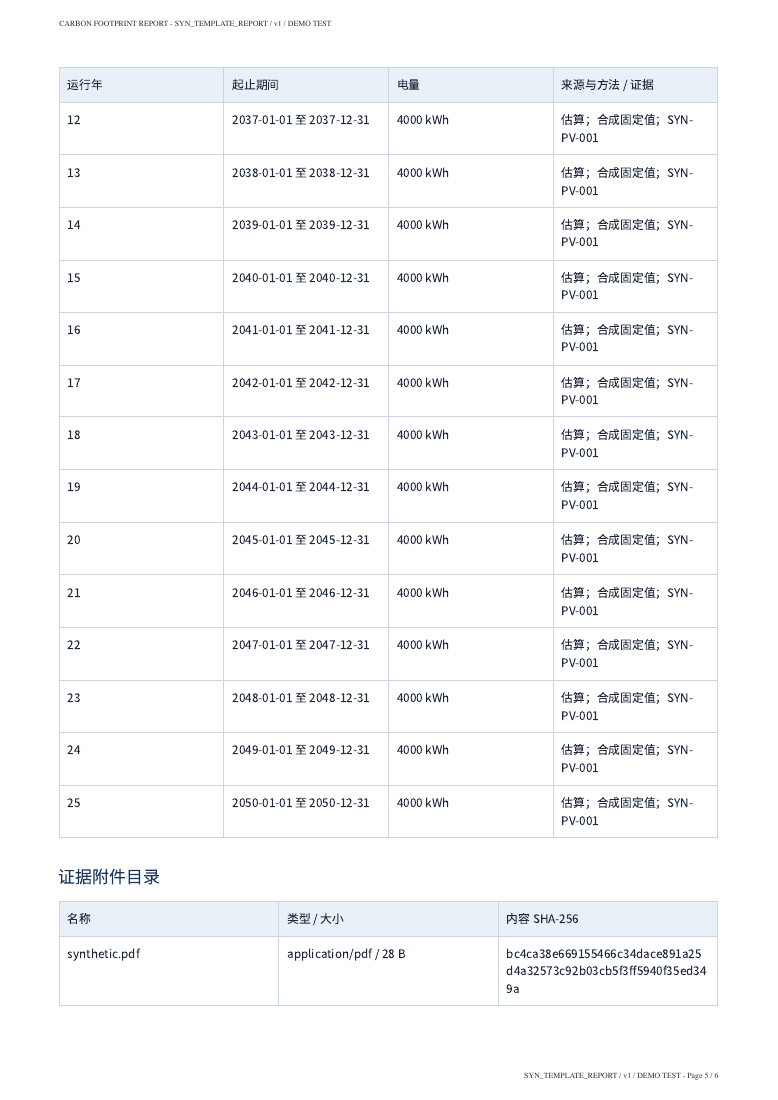 CARBON FOOTPRINT REPORT - SYN_TEMPLATE_REPORT / v1 / DEMO TEST
运行年 起止期间 电量 来源与方法 / 证据
12 2037-01-01 至 2037-12-31 4000 kWh 估算；合成固定值；SYN-
PV-001
13 2038-01-01 至 2038-12-31 4000 kWh 估算；合成固定值；SYN-
PV-001
14 2039-01-01 至 2039-12-31 4000 kWh 估算；合成固定值；SYN-
PV-001
15 2040-01-01 至 2040-12-31 4000 kWh 估算；合成固定值；SYN-
PV-001
16 2041-01-01 至 2041-12-31 4000 kWh 估算；合成固定值；SYN-
PV-001
17 2042-01-01 至 2042-12-31 4000 kWh 估算；合成固定值；SYN-
PV-001
18 2043-01-01 至 2043-12-31 4000 kWh 估算；合成固定值；SYN-
PV-001
19 2044-01-01 至 2044-12-31 4000 kWh 估算；合成固定值；SYN-
PV-001
20 2045-01-01 至 2045-12-31 4000 kWh 估算；合成固定值；SYN-
PV-001
21 2046-01-01 至 2046-12-31 4000 kWh 估算；合成固定值；SYN-
PV-001
22 2047-01-01 至 2047-12-31 4000 kWh 估算；合成固定值；SYN-
PV-001
23 2048-01-01 至 2048-12-31 4000 kWh 估算；合成固定值；SYN-
PV-001
24 2049-01-01 至 2049-12-31 4000 kWh 估算；合成固定值；SYN-
PV-001
25 2050-01-01 至 2050-12-31 4000 kWh 估算；合成固定值；SYN-
PV-001
证据附件目录
名称 类型 / 大小 内容 SHA-256
synthetic.pdf application/pdf / 28 B bc4ca38e669155466c34dace891a25
d4a32573c92b03cb5f3ff5940f35ed34
9a
SYN_TEMPLATE_REPORT / v1 / DEMO TEST - Page 5 / 6